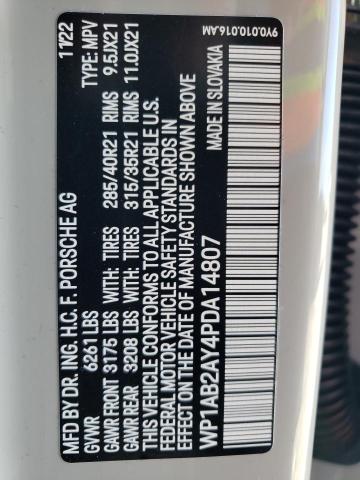 MFD BY DR. ING. H.C. F. PORSCHE AG 11/22
GVWR 6261 LBS TYPE: MPV
GAWR FRONT 3175 LBS WITH: TIRES 285/40R21 RIMS 9.5JX21
GAWR REAR 3208 LBS WITH: TIRES 315/35R21 RIMS 11.0JX21
THIS VEHICLE CONFORMS TO ALL APPLICABLE U.S.
FEDERAL MOTOR VEHICLE SAFETY STANDARDS IN
EFFECT ON THE DATE OF MANUFACTURE SHOWN ABOVE
WP1AB2AY4PDA14807 MADE IN SLOVAKIA
9Y0.010.016.AM